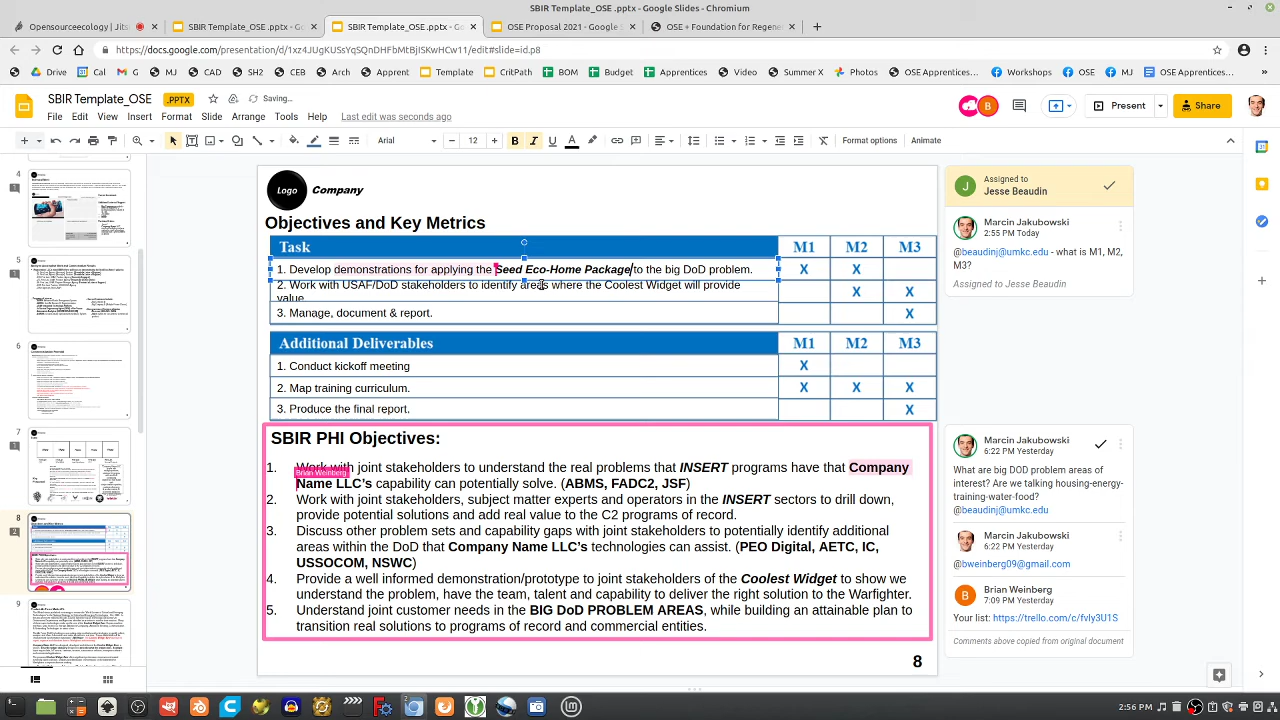 SBIR Template_OSE .pptx - Google Slides - Chromium
Opensourceecology | Jitsi
SBIR Template_OSE .pptx - G
SBIR Template_OSE .pptx - G
OSE Proposal 2021 - Google S
OSE + Foundation for Regener
https://docs.google.com/presentation/d/1xz4JUgKUSsYqSQnDHFbMtBjISKwHCw11/edit#slide=id.p8
Drive
Cal
G
MJ
CAD
SH2
CEB
Arch
Apprent
Template
CritPath
BOM
Budget
Apprentices
Video
Summer X
Photos
OSE Apprentices...
Workshops
OSE
MJ
OSE Apprentices...
SBIR Template_OSE
.PPTX
Saving...
File Edit View Insert Format Slide Arrange Tools Help
Last edit was seconds ago
Present
Share
Arial
12
Format options
Animate
4
5
6
7
8
9
Logo
Company
Objectives and Key Metrics
Task M1 M2 M3
1. Develop demonstrations for applying the Seed Eco-Home Package to the big DoD problem. X X
2. Work with USAF/DoD stakeholders to identify areas where the Coolest Widget will provide value. X X
3. Manage, document & report. X
Additional Deliverables M1 M2 M3
1. Conduct kickoff meeting X
2. Map training curriculum. X X X
3. Produce the final report. X
SBIR PHI Objectives:
Brian Weinberg
1. Work with joint stakeholders to understand the real problems that INSERT programs have that Company
Name LLC's capability can potentially solve. (ABMS, FADC2, JSF)
Work with joint stakeholders, subject matter experts and operators in the INSERT sectors to drill down,
provide potential solutions and add real value to the C2 programs of record.
3. Discuss other problem sets and capability gaps with joint stakeholders to potentially identify additional
areas within the DoD that Company Name LLC's technologies can assist. (PEO Digital, AETC, IC,
USSOCOM, NSWC)
Provide a well informed demonstration/prototype to joint stakeholders of the Coolest Widget to show we
understand the problem, have the team, talent and capability to deliver the right solution to the Warfighter.
5. Understand joint customer needs the BIG DoD PROBLEM AREAS, while building an attainable plan to
transition real solutions to programs of record and commercial entities.
8
J
Assigned to
Jesse Beaudin
Marcin Jakubowski
2:55 PM Today
@beaudinj@umkc.edu - what is M1, M2,
M3?
Assigned to Jesse Beaudin
Marcin Jakubowski
6:22 PM Yesterday
What are big DOD problem areas of
interest? Are we talking housing-energy-
training-water-food?
@beaudinj@umkc.edu
Marcin Jakubowski
6:22 PM Yesterday
@bweinberg09@gmail.com
B
Brian Weinberg
7:09 PM Yesterday
Your list: https://trello.com/c/fvly3U1S
Comments above copied from original document
2:56 PM